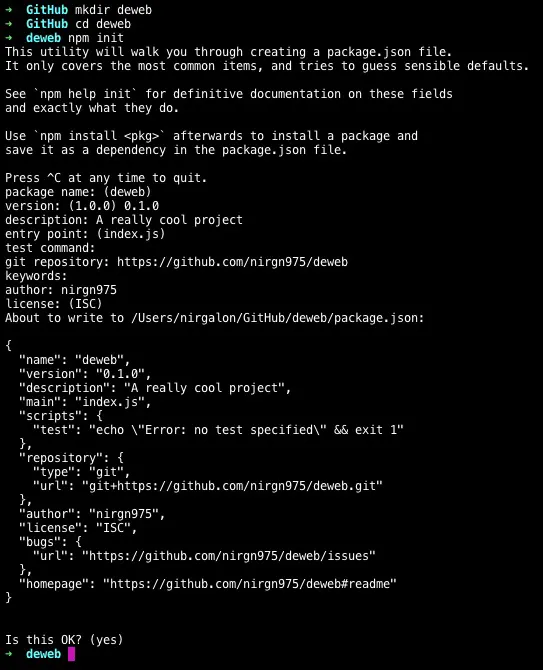 ➜  GitHub mkdir deweb
➜  GitHub cd deweb
➜  deweb npm init
This utility will walk you through creating a package.json file.
It only covers the most common items, and tries to guess sensible defaults.

See `npm help init` for definitive documentation on these fields
and exactly what they do.

Use `npm install <pkg>` afterwards to install a package and
save it as a dependency in the package.json file.

Press ^C at any time to quit.
package name: (deweb)
version: (1.0.0) 0.1.0
description: A really cool project
entry point: (index.js)
test command:
git repository: https://github.com/nirgn975/deweb
keywords:
author: nirgn975
license: (ISC)
About to write to /Users/nirgalon/GitHub/deweb/package.json:

{
  "name": "deweb",
  "version": "0.1.0",
  "description": "A really cool project",
  "main": "index.js",
  "scripts": {
    "test": "echo \"Error: no test specified\" && exit 1"
  },
  "repository": {
    "type": "git",
    "url": "git+https://github.com/nirgn975/deweb.git"
  },
  "author": "nirgn975",
  "license": "ISC",
  "bugs": {
    "url": "https://github.com/nirgn975/deweb/issues"
  },
  "homepage": "https://github.com/nirgn975/deweb#readme"
}

Is this OK? (yes)
➜  deweb